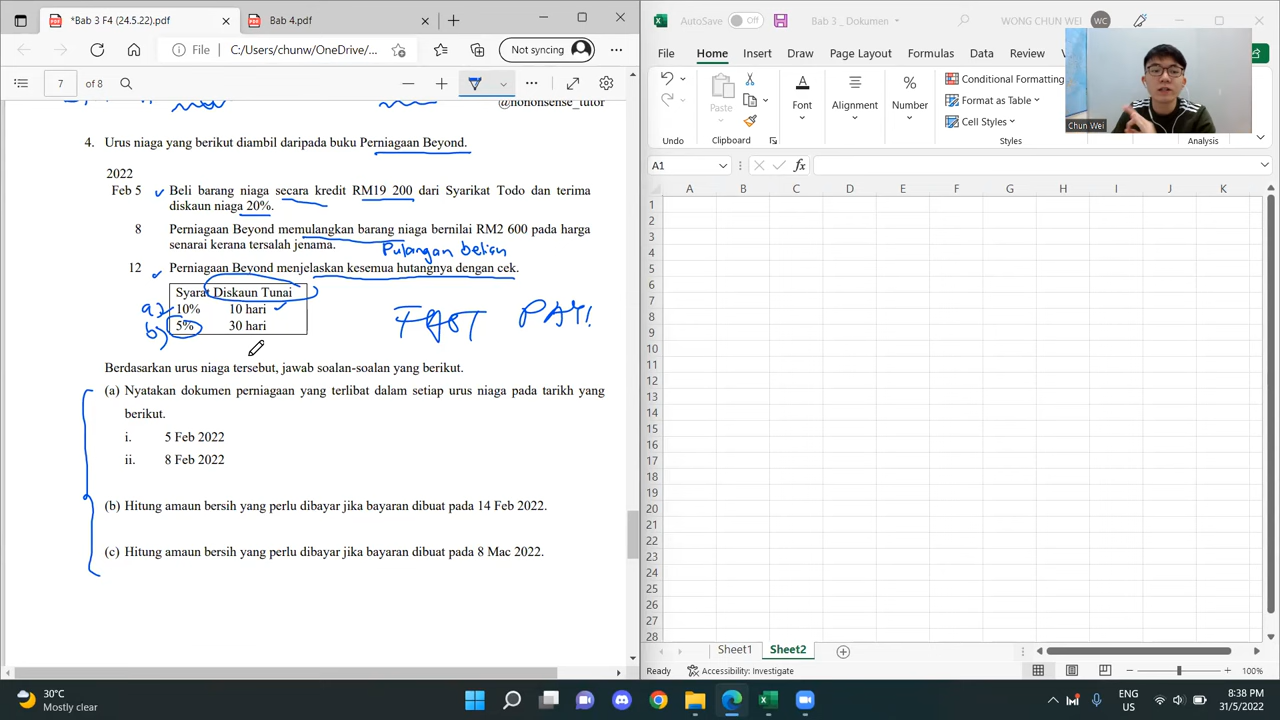 *Bab 3 F4 (24.5.22).pdf
Bab 4.pdf
File
C:/Users/chunw/OneDrive/...
Not syncing
7
of 8
@nononsense_tutor
4. Urus niaga yang berikut diambil daripada buku Perniagaan Beyond.
2022
Feb 5 Beli barang niaga secara kredit RM19 200 dari Syarikat Todo dan terima
diskaun niaga 20%.
8 Perniagaan Beyond memulangkan barang niaga bernilai RM2 600 pada harga
senarai kerana tersalah jenama.
Pulangan belian
12 Perniagaan Beyond menjelaskan kesemua hutangnya dengan cek.
Syarat Diskaun Tunai
a) 10% 10 hari
b) 5% 30 hari
FAST PAY!
Berdasarkan urus niaga tersebut, jawab soalan-soalan yang berikut.
(a) Nyatakan dokumen perniagaan yang terlibat dalam setiap urus niaga pada tarikh yang
berikut.
i. 5 Feb 2022
ii. 8 Feb 2022
(b) Hitung amaun bersih yang perlu dibayar jika bayaran dibuat pada 14 Feb 2022.
(c) Hitung amaun bersih yang perlu dibayar jika bayaran dibuat pada 8 Mac 2022.
AutoSave Off
Bab 3 _ Dokumen
WONG CHUN WEI
WC
File Home Insert Draw Page Layout Formulas Data Review
Undo
Paste
Clipboard
Font
Alignment
Number
Conditional Formatting
Format as Table
Cell Styles
Styles
Analysis
Chun Wei
A1
A B C D E F G H I J K
1
2
3
4
5
6
7
8
9
10
11
12
13
14
15
16
17
18
19
20
21
22
23
24
25
26
27
28
Sheet1 Sheet2
Ready
Accessibility: Investigate
100%
30°C
Mostly clear
ENG
US
8:38 PM
31/5/2022